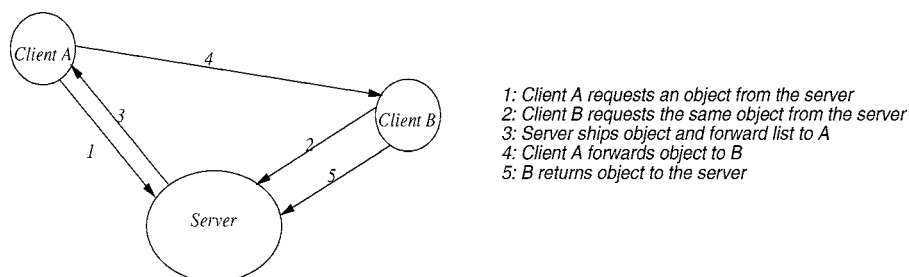 Client A
4
Client B
3
2
1
5
Server
1: Client A requests an object from the server
2: Client B requests the same object from the server
3: Server ships object and forward list to A
4: Client A forwards object to B
5: B returns object to the server